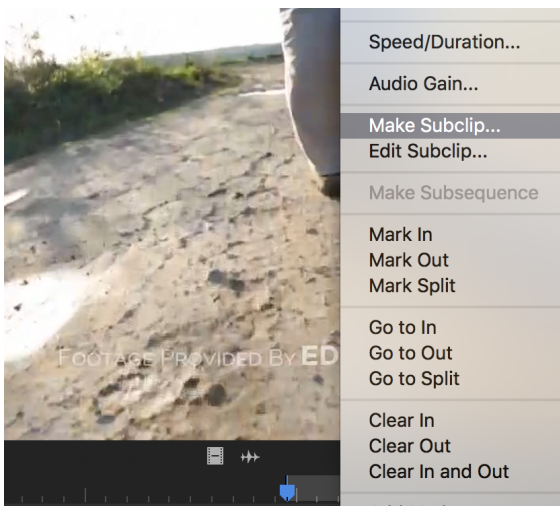 Speed/Duration...
Audio Gain...
Make Subclip...
Edit Subclip...
Make Subsequence
Mark In
Mark Out
Mark Split
Go to In
Go to Out
Go to Split
Clear In
Clear Out
Clear In and Out
FOOTAGE PROVIDED BY ED